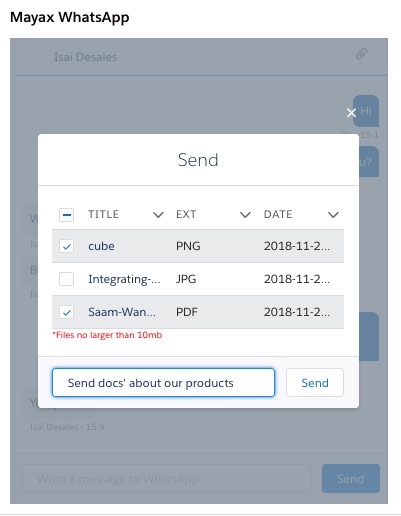 Mayax WhatsApp
Isai Desales
Hi
15:1
u?
×
Send
TITLE EXT DATE
cube PNG 2018-11-2...
Integrating-... JPG 2018-11-2...
Saam-Wan... PDF 2018-11-2...
*Files no larger than 10mb
Send docs' about our products Send
Isai Desales - 15:9
Write a message to WhatsApp... Send